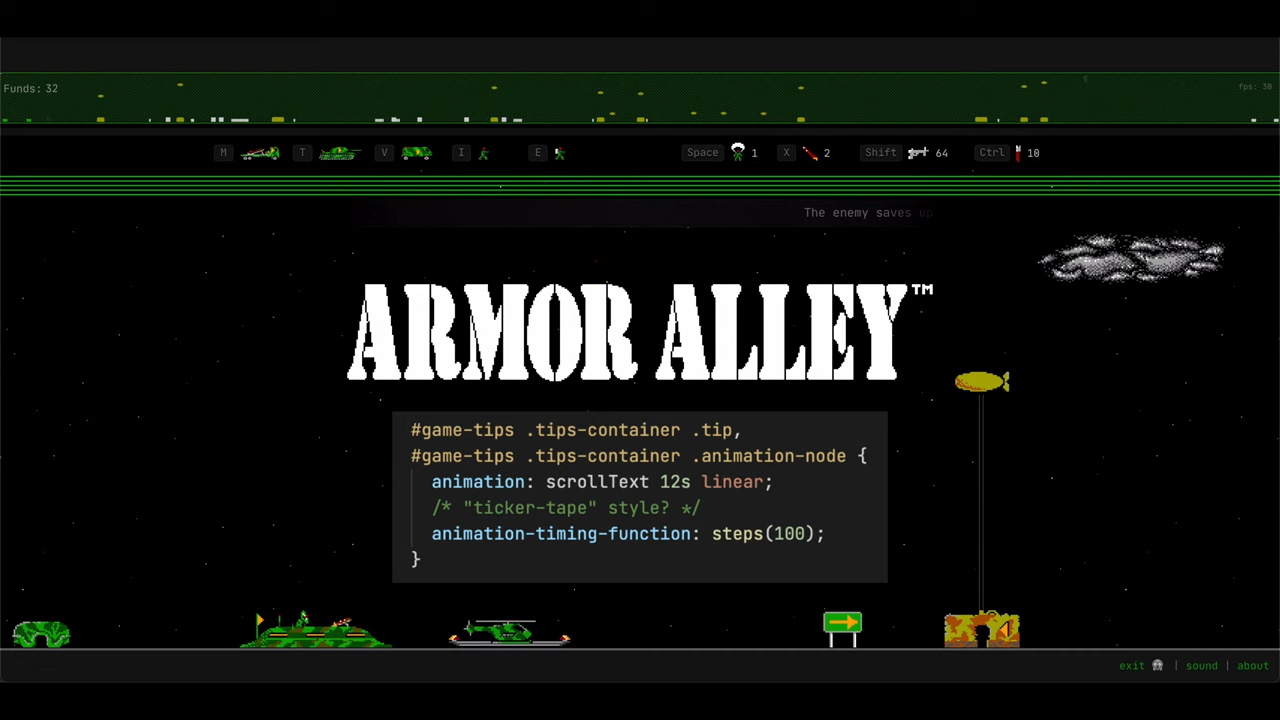 Funds: 32
fps: 30
M T V I E Space 1 X 2 Shift 64 Ctrl 10
The enemy saves up
ARMOR ALLEY™
#game-tips .tips-container .tip,
#game-tips .tips-container .animation-node {
animation: scrollText 12s linear;
/* "ticker-tape" style? */
animation-timing-function: steps(100);
}
exit | sound | about